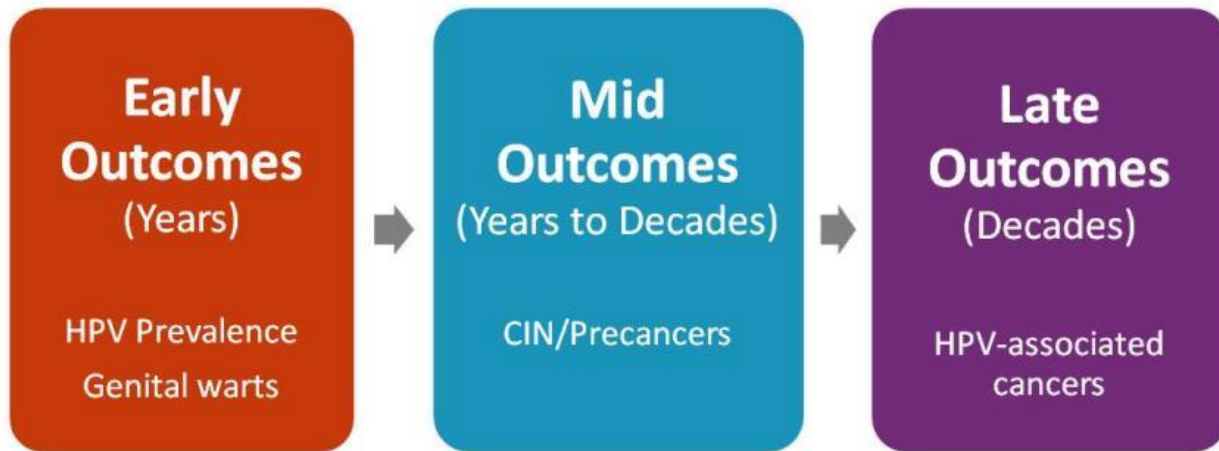 Early
Outcomes
(Years)
HPV Prevalence
Genital warts
Mid
Outcomes
(Years to Decades)
CIN/Precancers
Late
Outcomes
(Decades)
HPV-associated
cancers